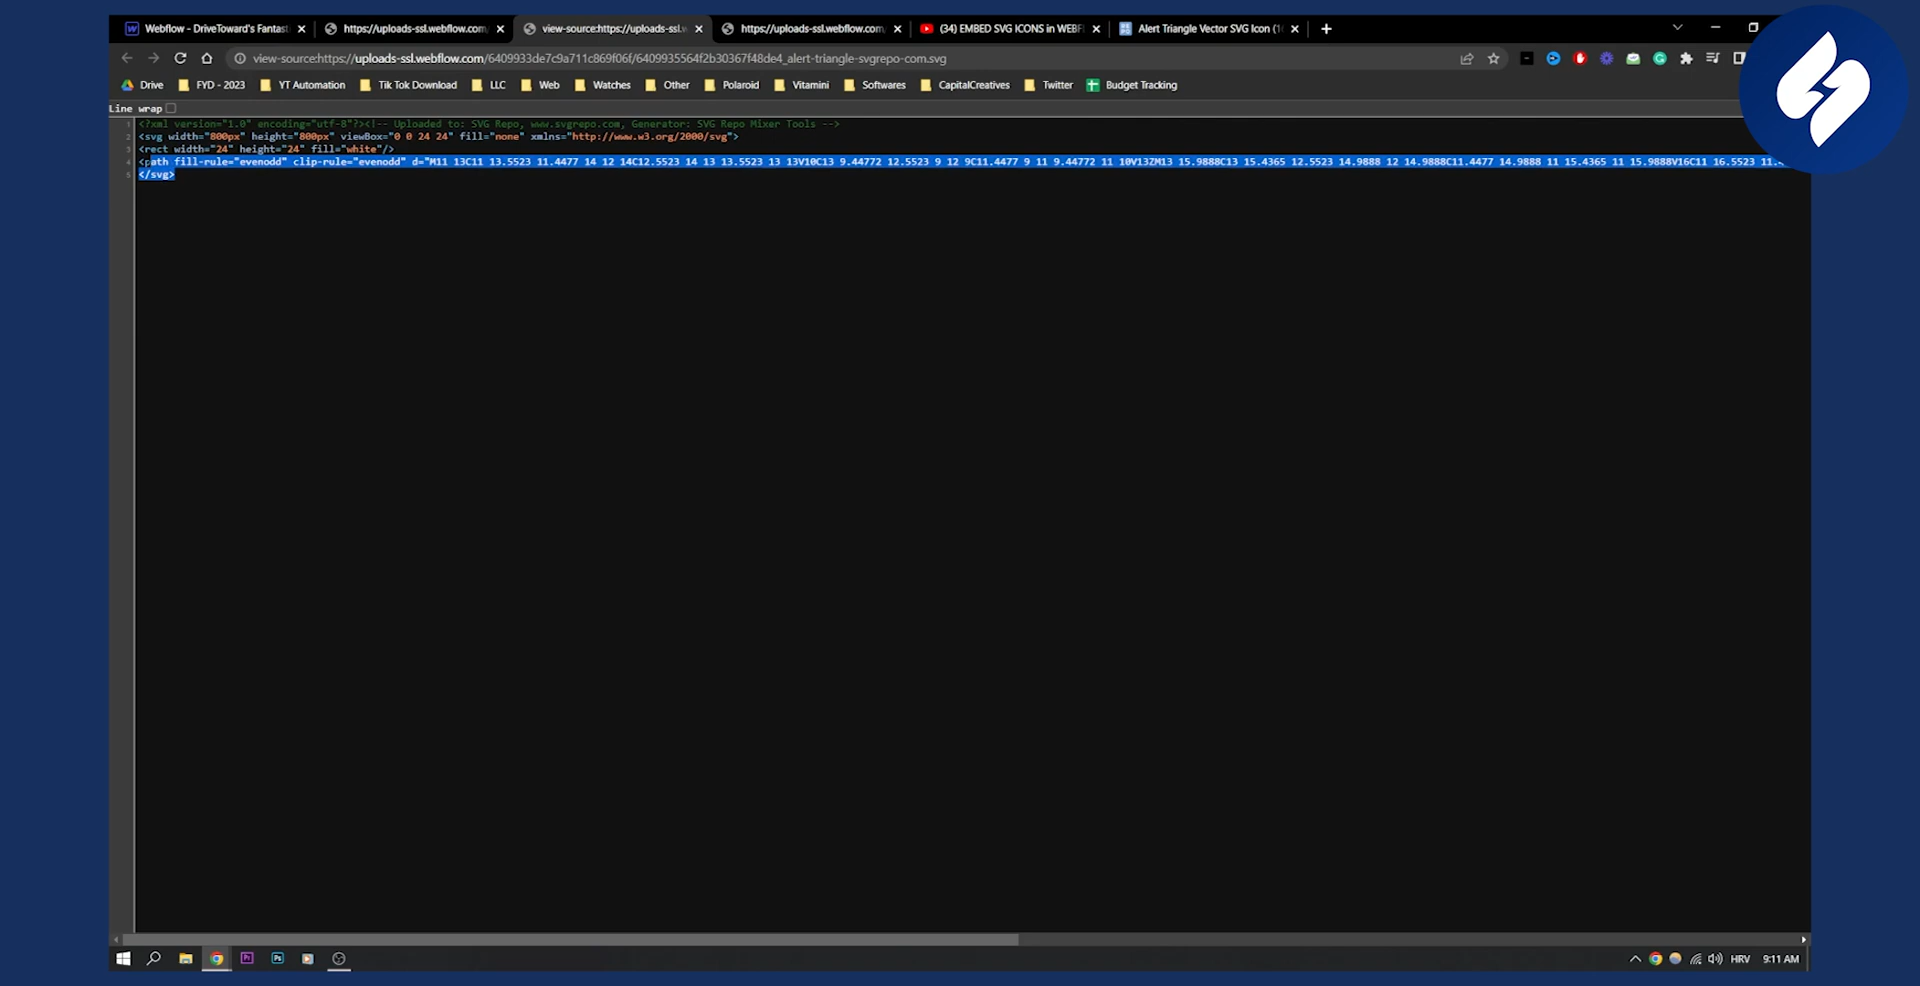 Webflow - DriveToward's Fantast
https://uploads-ssl.webflow.com,
view-source:https://uploads-ssl.w
https://uploads-ssl.webflow.com,
(34) EMBED SVG ICONS in WEBF
Alert Triangle Vector SVG Icon (1
view-source:https://uploads-ssl.webflow.com/6409933de7c9a711c869f06f/6409935564f2b30367f48de4_alert-triangle-svgrepo-com.svg
Drive FYD - 2023 YT Automation Tik Tok Download LLC Web Watches Other Polaroid Vitamini Softwares CapitalCreatives Twitter Budget Tracking
Line wrap
1 <?xml version="1.0" encoding="utf-8"?><!-- Uploaded to: SVG Repo, www.svgrepo.com, Generator: SVG Repo Mixer Tools -->
2 <svg width="800px" height="800px" viewBox="0 0 24 24" fill="none" xmlns="http://www.w3.org/2000/svg">
3 <rect width="24" height="24" fill="white"/>
4 <path fill-rule="evenodd" clip-rule="evenodd" d="M11 13C11 13.5523 11.4477 14 12 14C12.5523 14 13 13.5523 13 13V10C13 9.44772 12.5523 9 12 9C11.4477 9 11 9.44772 11 10V13ZM13 15.9888C13 15.4365 12.5523 14.9888 12 14.9888C11.4477 14.9888 11 15.4365 11 15.9888V16C11 16.5523 11.4
5 </svg>
HRV 9:11 AM